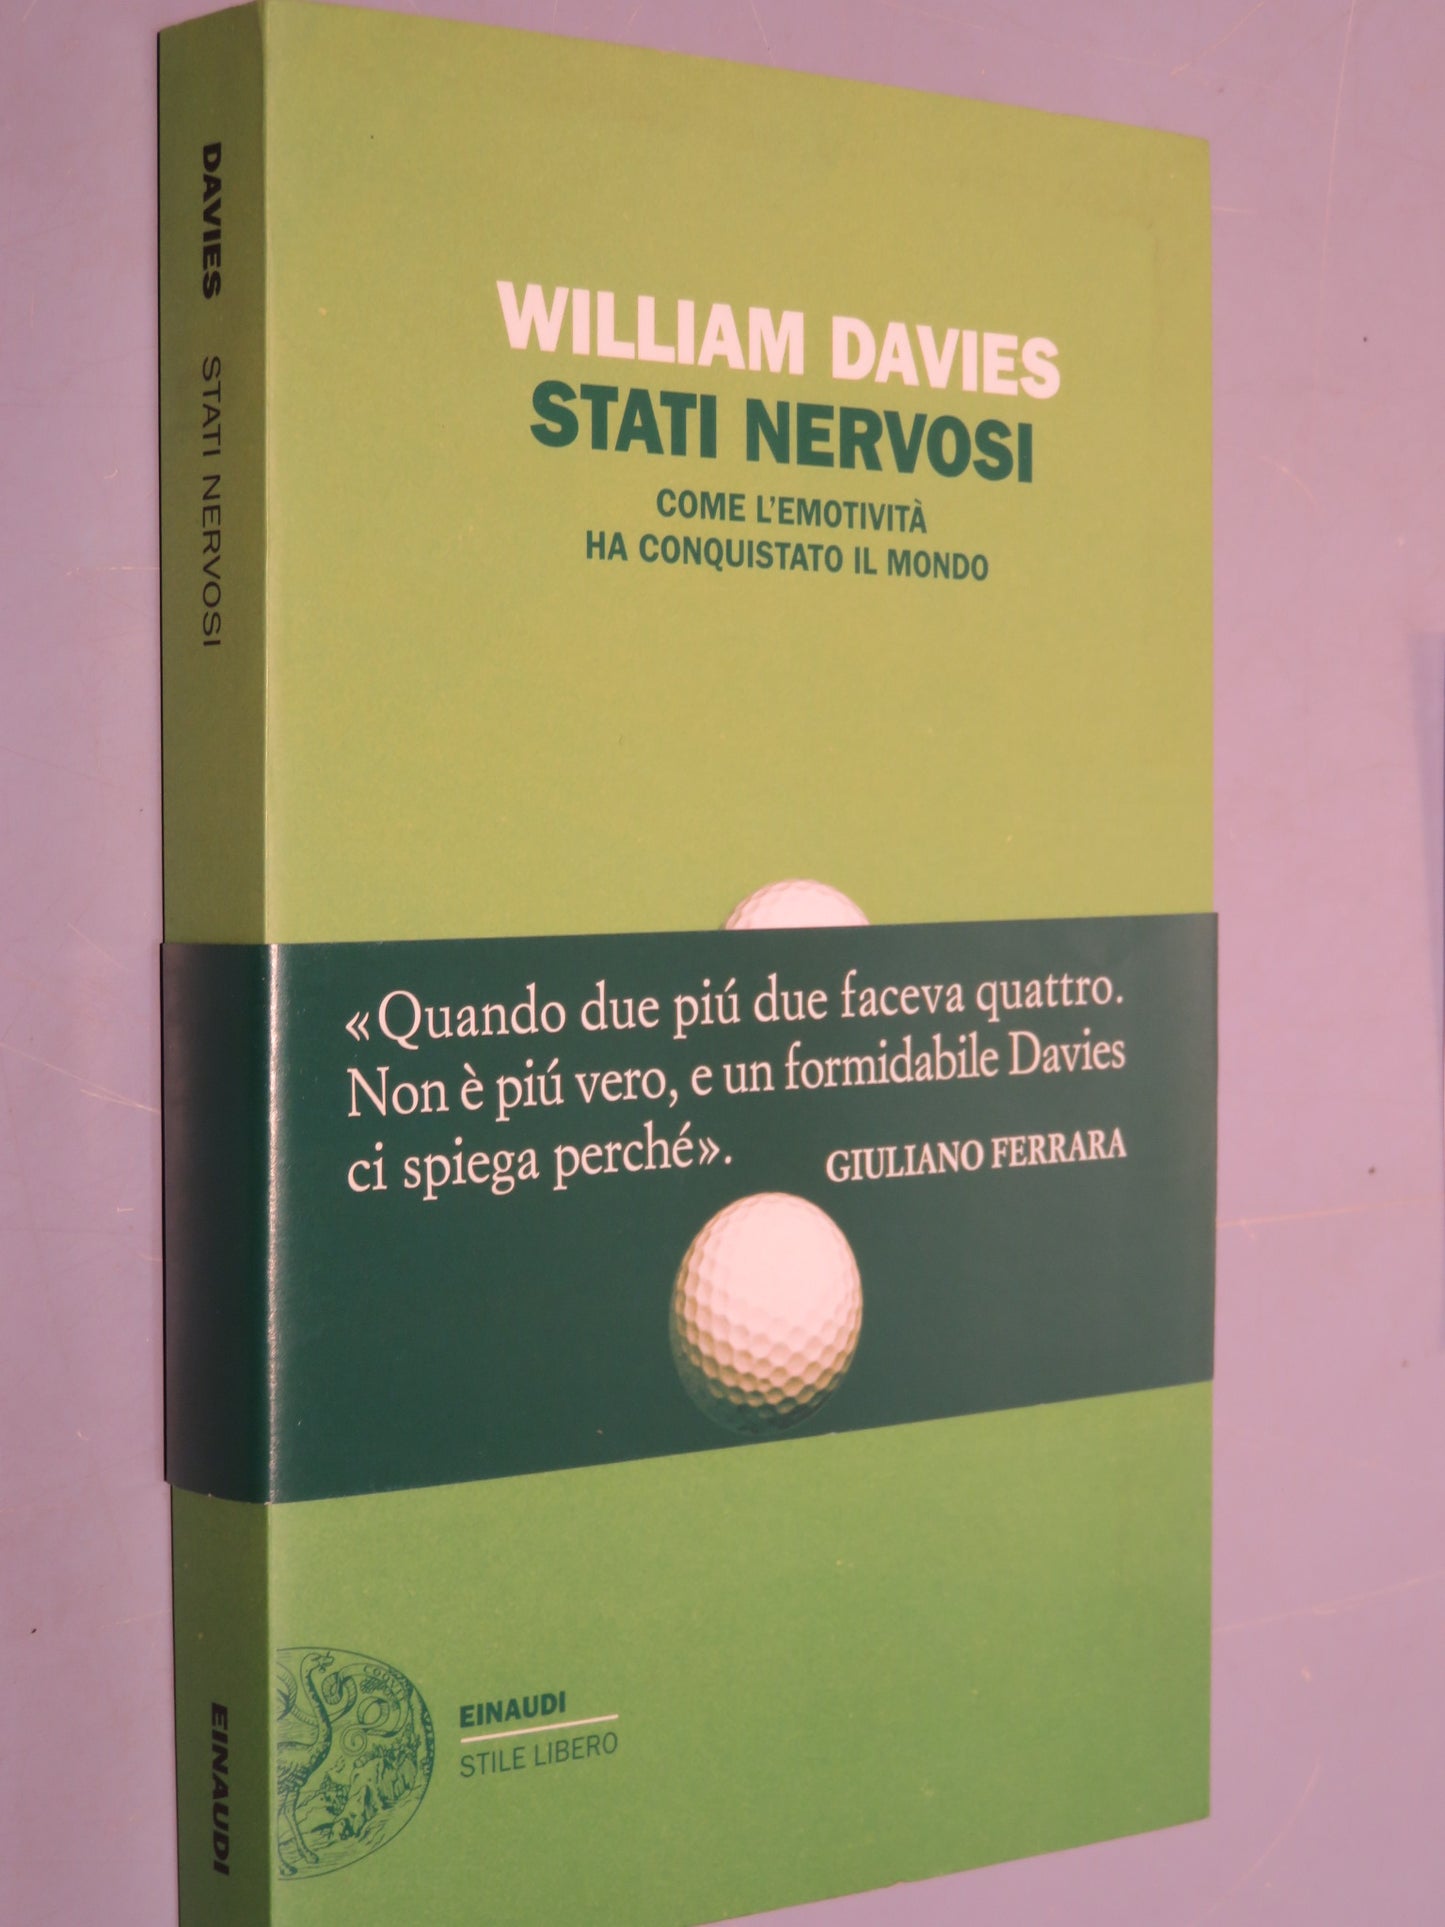 DAVIES STATI NERVOSI
EINAUDI
WILLIAM DAVIES
STATI NERVOSI
COME L'EMOTIVITÀ
HA CONQUISTATO IL MONDO
«Quando due piú due faceva quattro.
Non è piú vero, e un formidabile Davies
ci spiega perché».
GIULIANO FERRARA
EINAUDI
STILE LIBERO